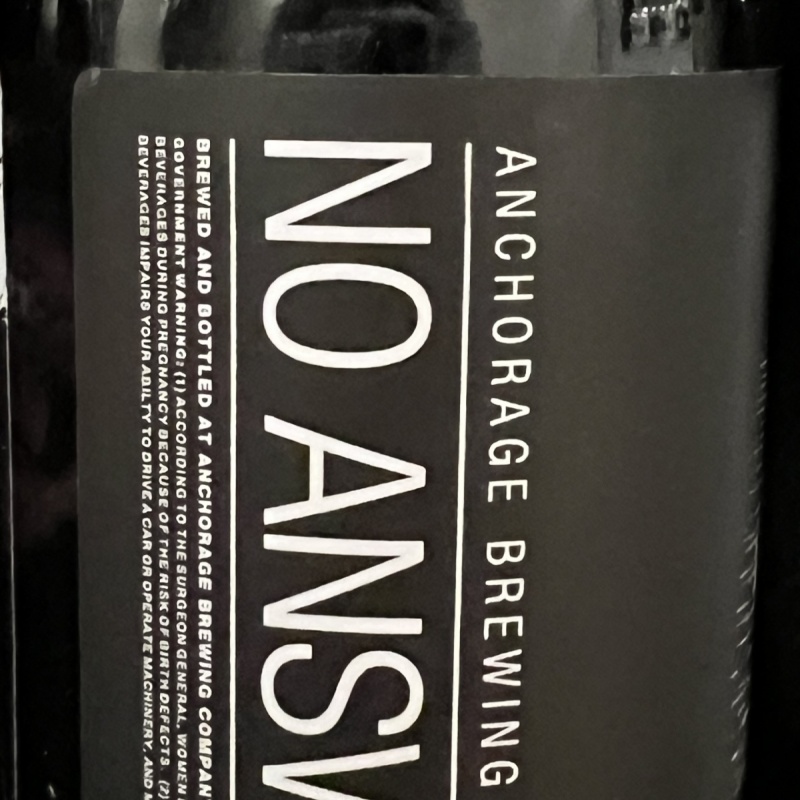 ANCHORAGE BREWING
NO ANSW
BREWED AND BOTTLED AT ANCHORAGE BREWING COMPAN
GOVERNMENT WARNING: (1) ACCORDING TO THE SURGEON GENERAL, WOMEN
BEVERAGES DURING PREGNANCY BECAUSE OF THE RISK OF BIRTH DEFECTS. (2)
BEVERAGES IMPAIRS YOUR ABILTY TO DRIVE A CAR OR OPERATE MACHINERY, AND